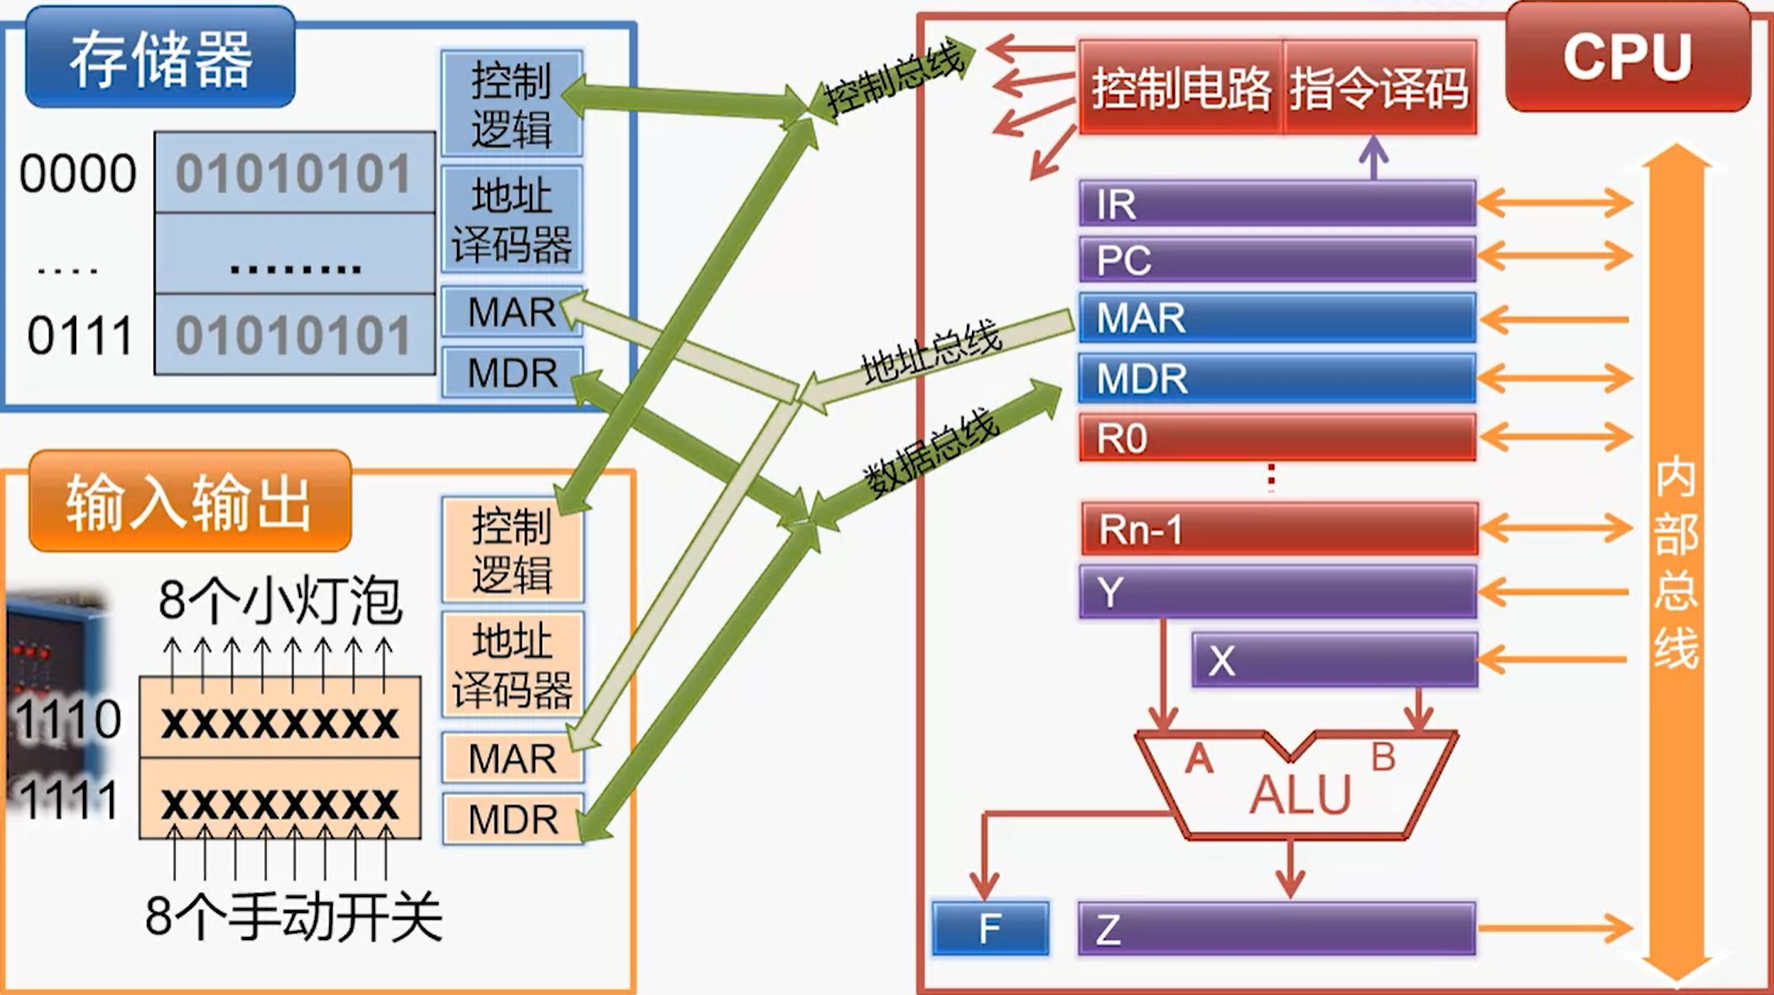 存储器
控制
逻辑
0000
01010101
地址
译码器
....
........
MAR
0111
01010101
MDR
输入输出
控制
逻辑
8个小灯泡
地址
译码器
1110
xxxxxxxx
MAR
1111
xxxxxxxx
MDR
8个手动开关
控制总线
地址总线
数据总线
CPU
控制电路
指令译码
IR
PC
MAR
MDR
R0
Rn-1
Y
X
A
B
ALU
F
Z
内部总线